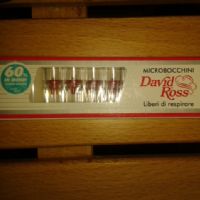 60%
MICROBOCCHINI
David
Ross
Liberi di respirare